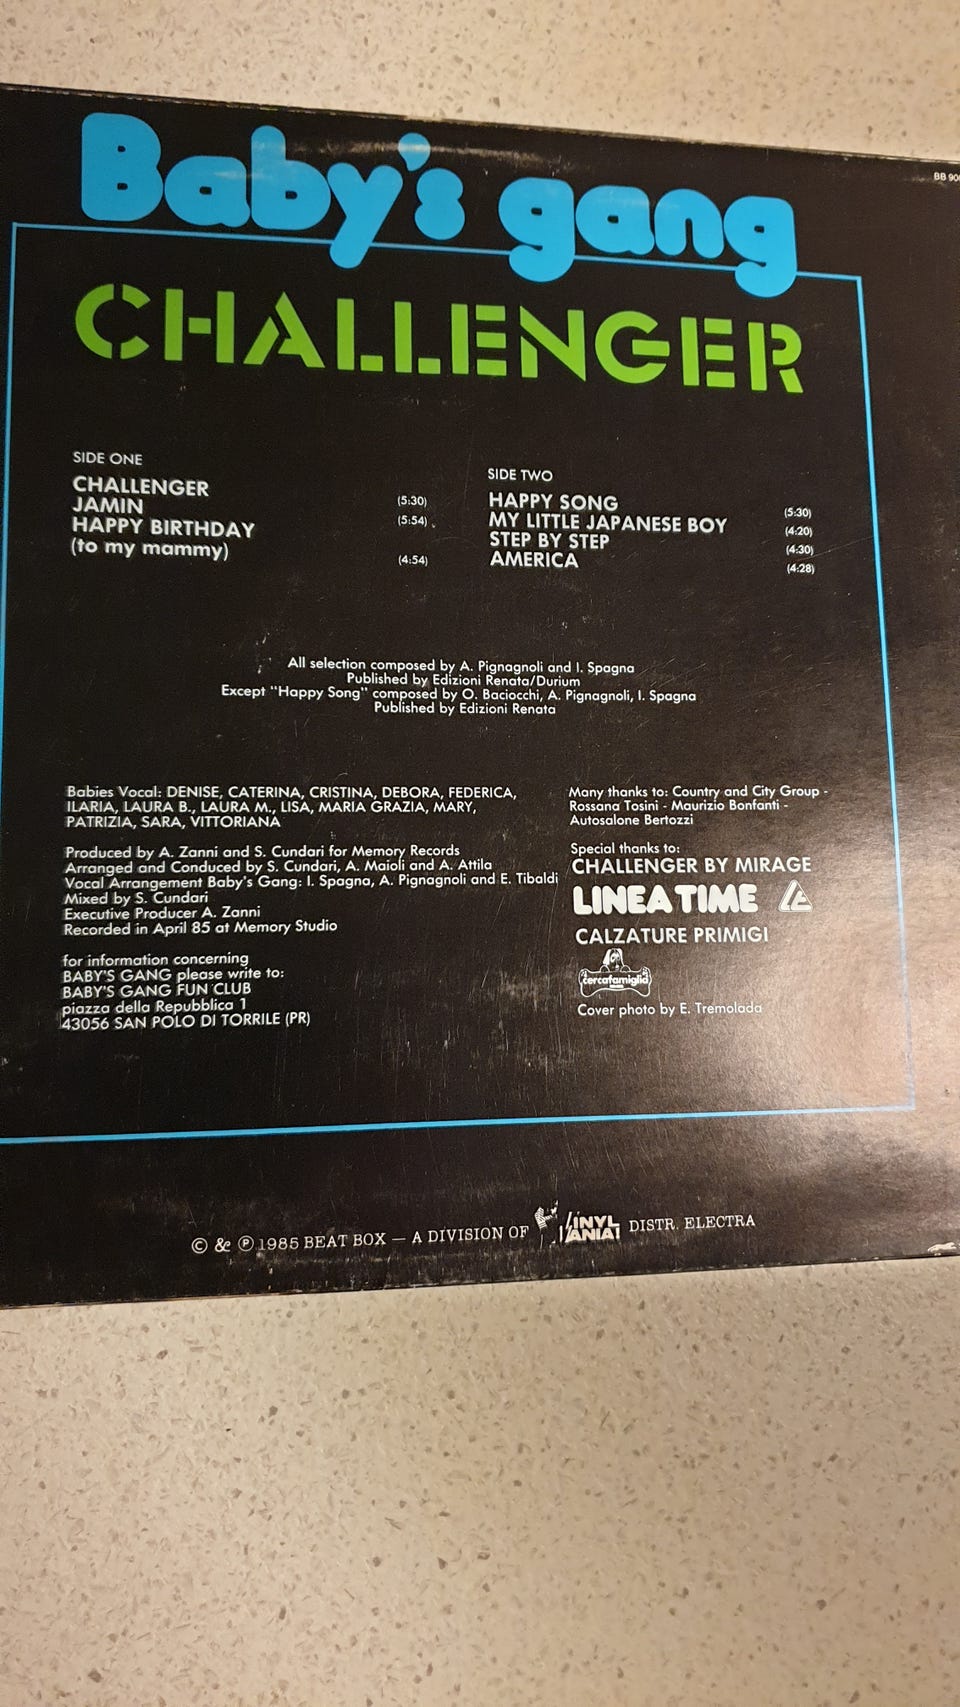 BB 90
Baby's gang
CHALLENGER
SIDE ONE
CHALLENGER (5:30)
JAMIN (5:54)
HAPPY BIRTHDAY
(to my mammy) (4:54)
SIDE TWO
HAPPY SONG (5:30)
MY LITTLE JAPANESE BOY (4:20)
STEP BY STEP (4:30)
AMERICA (4:28)
All selection composed by A. Pignagnoli and I. Spagna
Published by Edizioni Renata/Durium
Except "Happy Song" composed by O. Baciocchi, A. Pignagnoli, I. Spagna
Published by Edizioni Renata
Babies Vocal: DENISE, CATERINA, CRISTINA, DEBORA, FEDERICA,
ILARIA, LAURA B., LAURA M., LISA, MARIA GRAZIA, MARY,
PATRIZIA, SARA, VITTORIANA
Produced by A. Zanni and S. Cundari for Memory Records
Arranged and Conduced by S. Cundari, A. Maioli and A. Attila
Vocal Arrangement Baby's Gang: I. Spagna, A. Pignagnoli and E. Tibaldi
Mixed by S. Cundari
Executive Producer A. Zanni
Recorded in April 85 at Memory Studio
for information concerning
BABY'S GANG please write to:
BABY'S GANG FUN CLUB
piazza della Repubblica 1
43056 SAN POLO DI TORRILE (PR)
Many thanks to: Country and City Group -
Rossana Tosini - Maurizio Bonfanti -
Autosalone Bertozzi
Special thanks to:
CHALLENGER BY MIRAGE
LINEA TIME
CALZATURE PRIMIGI
cercafamiglia
Cover photo by E. Tremolada
© & ℗ 1985 BEAT BOX — A DIVISION OF VINYL MANIA! DISTR. ELECTRA